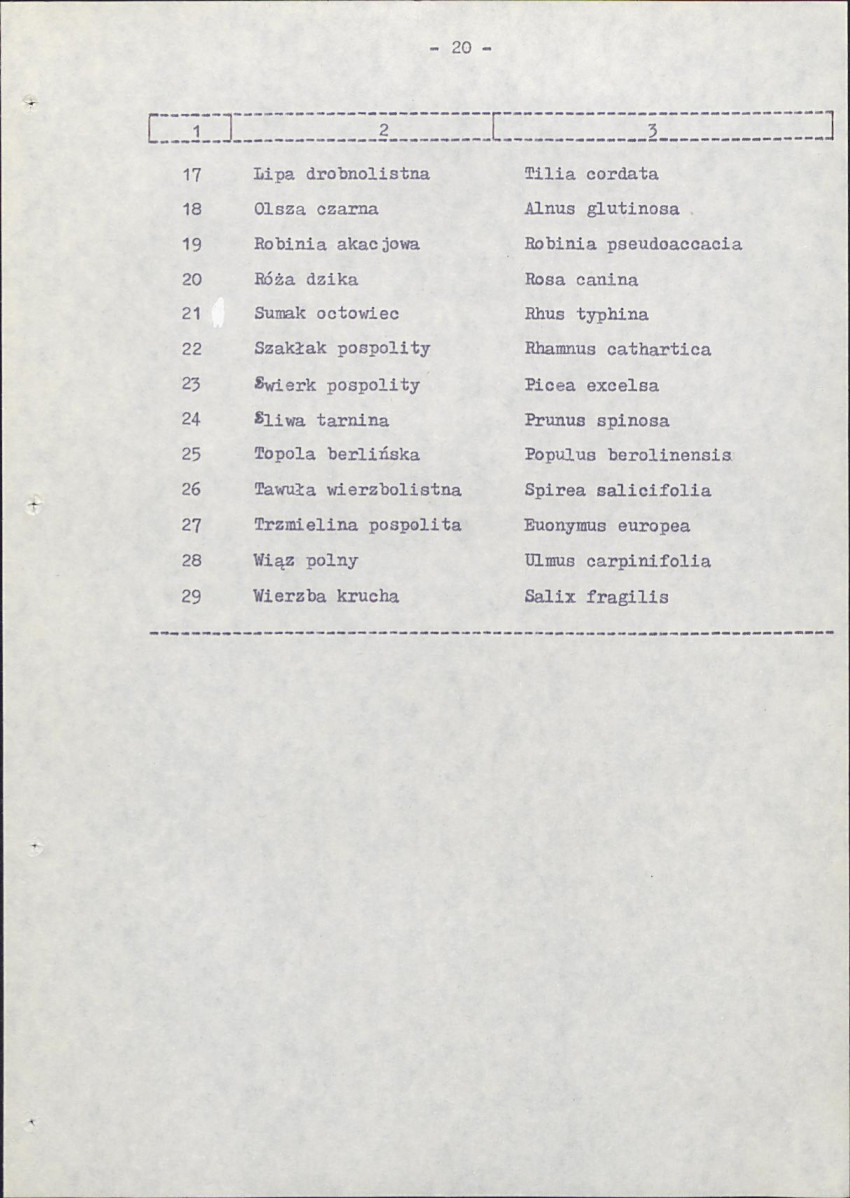 - 20 -
1 2 3
17 Lipa drobnolistna Tilia cordata
18 Olsza czarna Alnus glutinosa
19 Robinia akacjowa Robinia pseudoaccacia
20 Róża dzika Rosa canina
21 Sumak octowiec Rhus typhina
22 Szakłak pospolity Rhamnus cathartica
23 Świerk pospolity Picea excelsa
24 Śliwa tarnina Prunus spinosa
25 Topola berlińska Populus berolinensis
26 Tawuła wierzbolistna Spirea salicifolia
27 Trzmielina pospolita Euonymus europea
28 Wiąz polny Ulmus carpinifolia
29 Wierzba krucha Salix fragilis